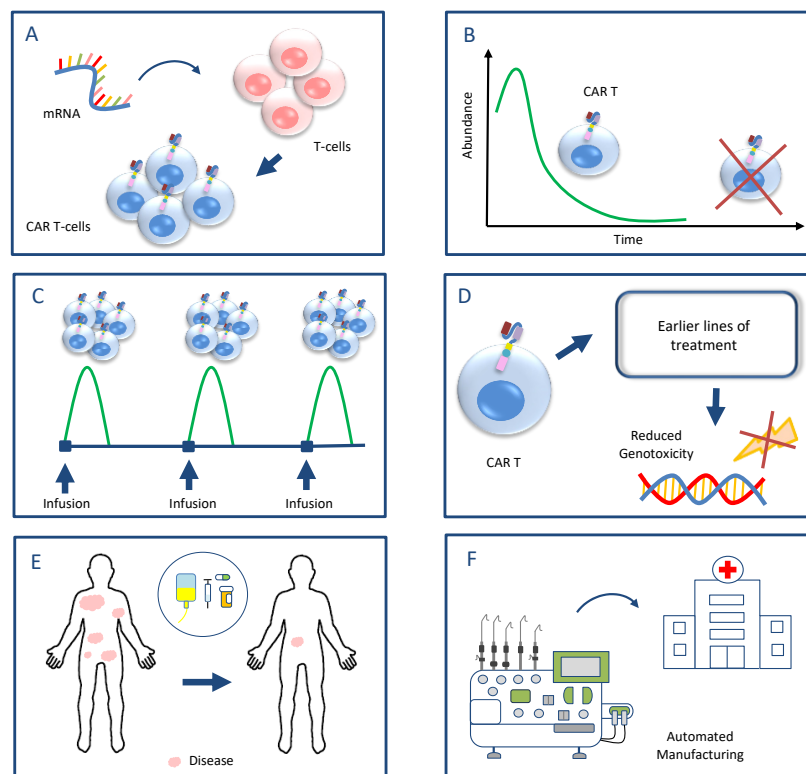 A
mRNA
T-cells
CAR T-cells
B
CAR T
Abundance
Time
C
Infusion
Infusion
Infusion
D
Earlier lines of
treatment
CAR T
Reduced
Genotoxicity
E
Disease
F
Automated
Manufacturing